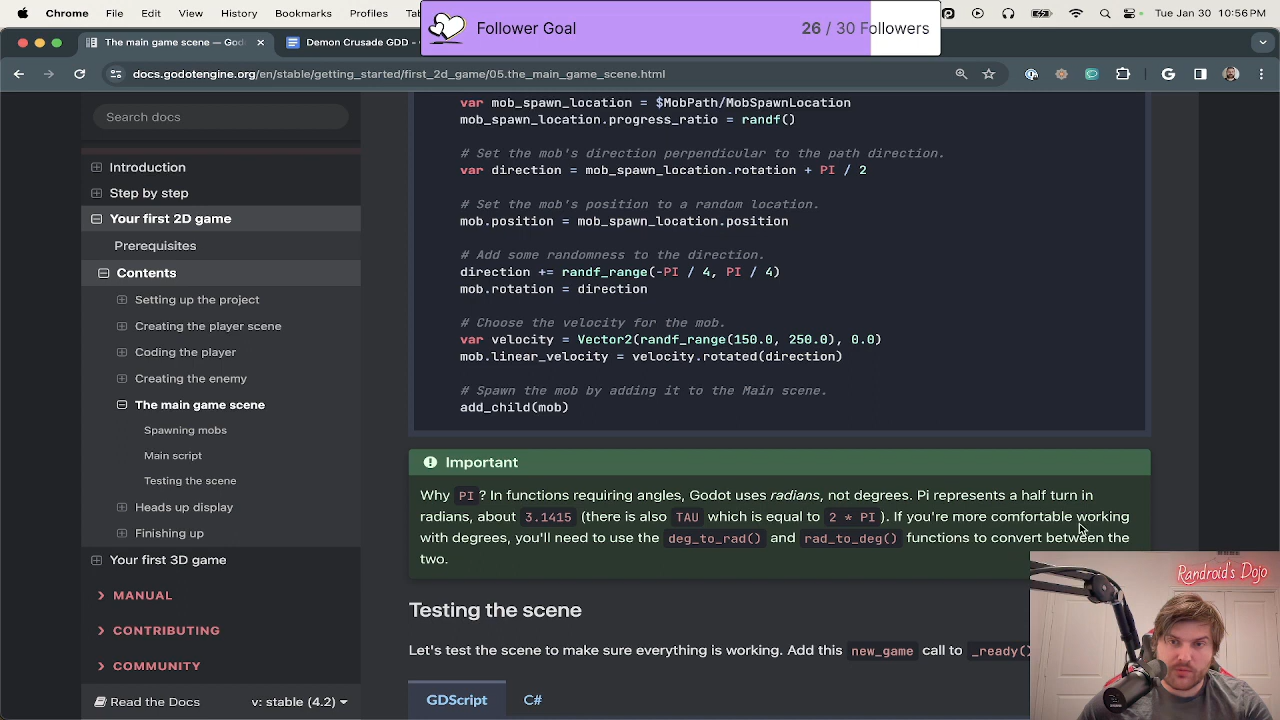 Chrome
File
Edit
View
History
Bookmarks
Profiles
Tue Jan 30 10:56 PM
Follower Goal
26 / 30 Followers
The main game scene — God
Demon Crusade GDD -
docs.godotengine.org/en/stable/getting_started/first_2d_game/05.the_main_game_scene.html
Search docs
Introduction
Step by step
Your first 2D game
Prerequisites
Contents
Setting up the project
Creating the player scene
Coding the player
Creating the enemy
The main game scene
Spawning mobs
Main script
Testing the scene
Heads up display
Finishing up
Your first 3D game
MANUAL
CONTRIBUTING
COMMUNITY
Read the Docs
v: stable (4.2)
var mob_spawn_location = $MobPath/MobSpawnLocation
mob_spawn_location.progress_ratio = randf()
# Set the mob's direction perpendicular to the path direction.
var direction = mob_spawn_location.rotation + PI / 2
# Set the mob's position to a random location.
mob.position = mob_spawn_location.position
# Add some randomness to the direction.
direction += randf_range(-PI / 4, PI / 4)
mob.rotation = direction
# Choose the velocity for the mob.
var velocity = Vector2(randf_range(150.0, 250.0), 0.0)
mob.linear_velocity = velocity.rotated(direction)
# Spawn the mob by adding it to the Main scene.
add_child(mob)
Important
Why PI? In functions requiring angles, Godot uses radians, not degrees. Pi represents a half turn in
radians, about 3.1415 (there is also TAU which is equal to 2 * PI). If you're more comfortable working
with degrees, you'll need to use the deg_to_rad() and rad_to_deg() functions to convert between the
two.
Testing the scene
Let's test the scene to make sure everything is working. Add this new_game call to _ready()
GDScript
C#
Randroid's Dojo